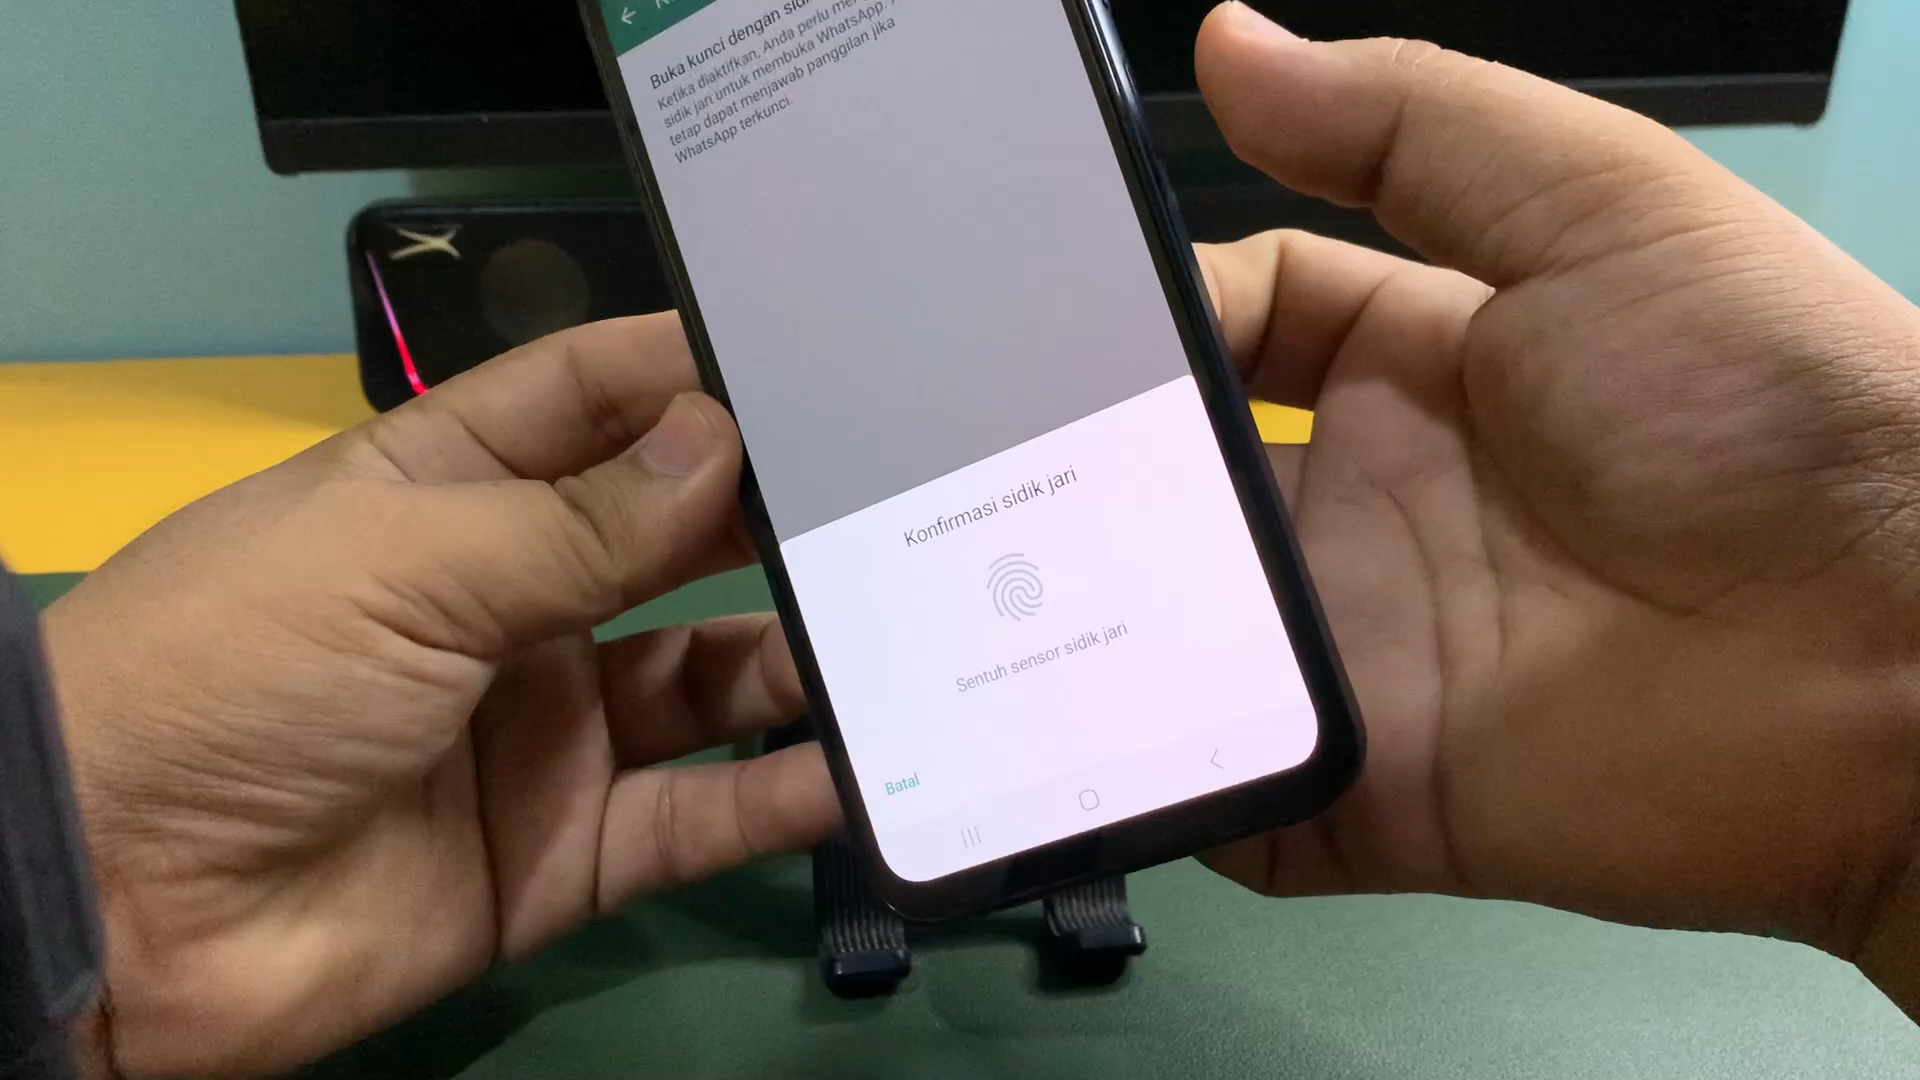 Buka kunci dengan
Ketika diaktifkan, Anda perlu
sidik jari untuk membuka WhatsApp.
tetap dapat menjawab panggilan jika
WhatsApp terkunci.
Konfirmasi sidik jari
Sentuh sensor sidik jari
Batal